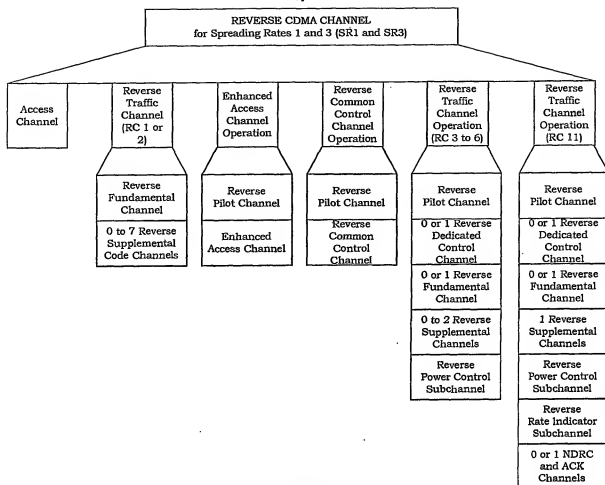 REVERSE CDMA CHANNEL
for Spreading Rates 1 and 3 (SR1 and SR3)
Access
Channel
Reverse
Traffic
Channel
(RC 1 or
2)
Enhanced
Access
Channel
Operation
Reverse
Common
Control
Channel
Operation
Reverse
Traffic
Channel
Operation
(RC 3 to 6)
Reverse
Traffic
Channel
Operation
(RC 11)
Reverse
Fundamental
Channel
0 to 7 Reverse
Supplemental
Code Channels
Reverse
Pilot Channel
Enhanced
Access Channel
Reverse
Pilot Channel
Reverse
Common
Control
Channel
Reverse
Pilot Channel
0 or 1 Reverse
Dedicated
Control
Channel
0 or 1 Reverse
Fundamental
Channel
0 to 2 Reverse
Supplemental
Channels
Reverse
Power Control
Subchannel
Reverse
Pilot Channel
0 or 1 Reverse
Dedicated
Control
Channel
0 or 1 Reverse
Fundamental
Channel
1 Reverse
Supplemental
Channels
Reverse
Power Control
Subchannel
Reverse
Rate Indicator
Subchannel
0 or 1 NDRC
and ACK
Channels